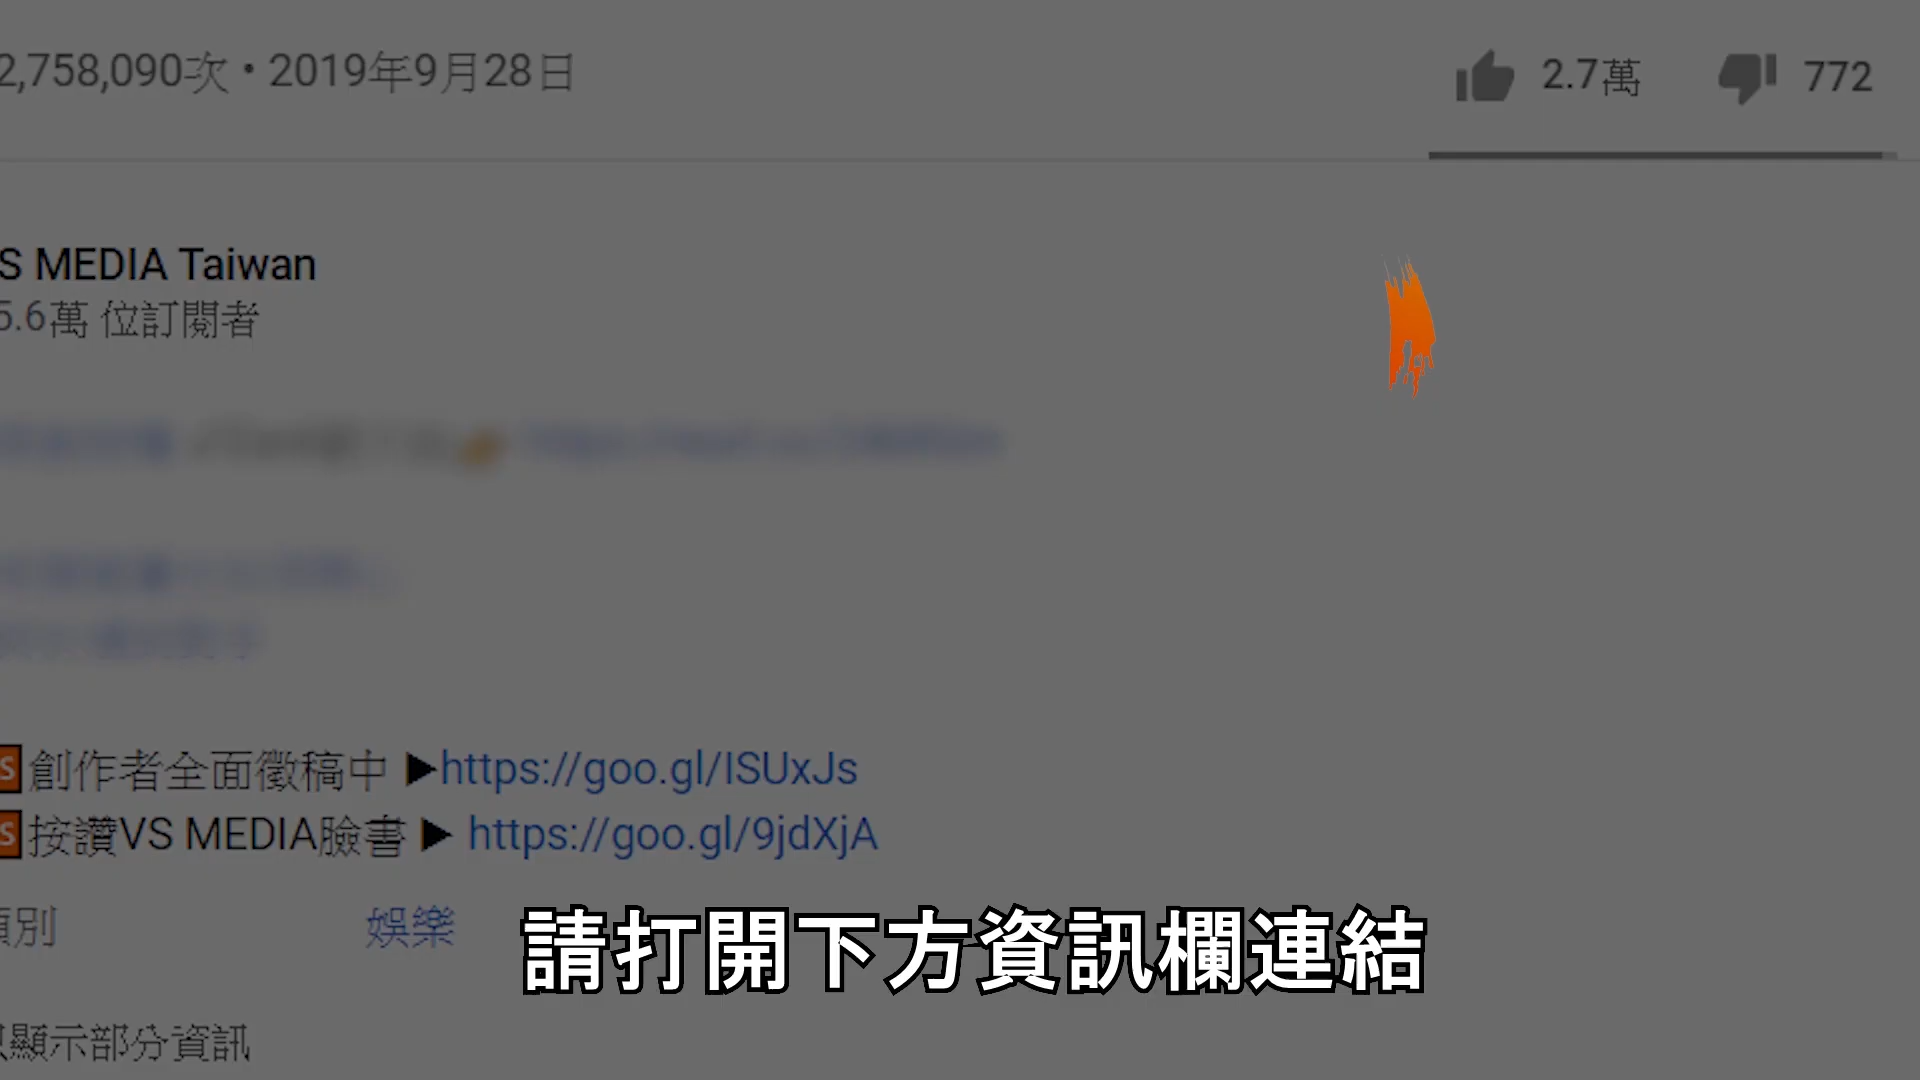 2,758,090次 • 2019年9月28日
2.7萬
772
S MEDIA Taiwan
5.6萬 位訂閱者
S創作者全面徵稿中 ▶https://goo.gl/ISUxJs
S按讚VS MEDIA臉書 ▶ https://goo.gl/9jdXjA
類別
娛樂
請打開下方資訊欄連結
顯示部分資訊